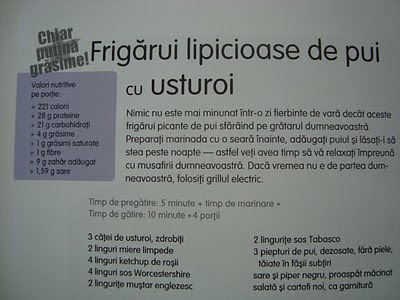 Chiar
puțină
grăsime!
Frigărui lipicioase de pui
cu usturoi
Valori nutritive
pe porție:
• 221 calorii
• 28 g proteine
• 21 g carbohidrați
• 4 g grăsime
• 1 g grăsimi saturate
• 1 g fibre
• 9 g zahăr adăugat
• 1,59 g sare
Nimic nu este mai minunat într-o zi fierbinte de vară decât aceste
frigărui picante de pui sfârâind pe grătarul dumneavoastră.
Preparați marinada cu o seară înainte, adăugați puiul și lăsați-l să
stea peste noapte — astfel veți avea timp să vă relaxați împreună
cu musafirii dumneavoastră. Dacă vremea nu e de partea dum-
neavoastră, folosiți grillul electric.
Timp de pregătire: 5 minute + timp de marinare •
Timp de gătire: 10 minute • 4 porții
3 căței de usturoi, zdrobiți
2 linguri miere limpede
4 linguri ketchup de roșii
4 linguri sos Worcestershire
2 lingurițe muștar englezesc
2 lingurițe sos Tabasco
3 piepturi de pui, dezosate, fără piele,
tăiate în fâșii subțiri
sare și piper negru, proaspăt măcinat
salată și cartofi noi, ca garnitură